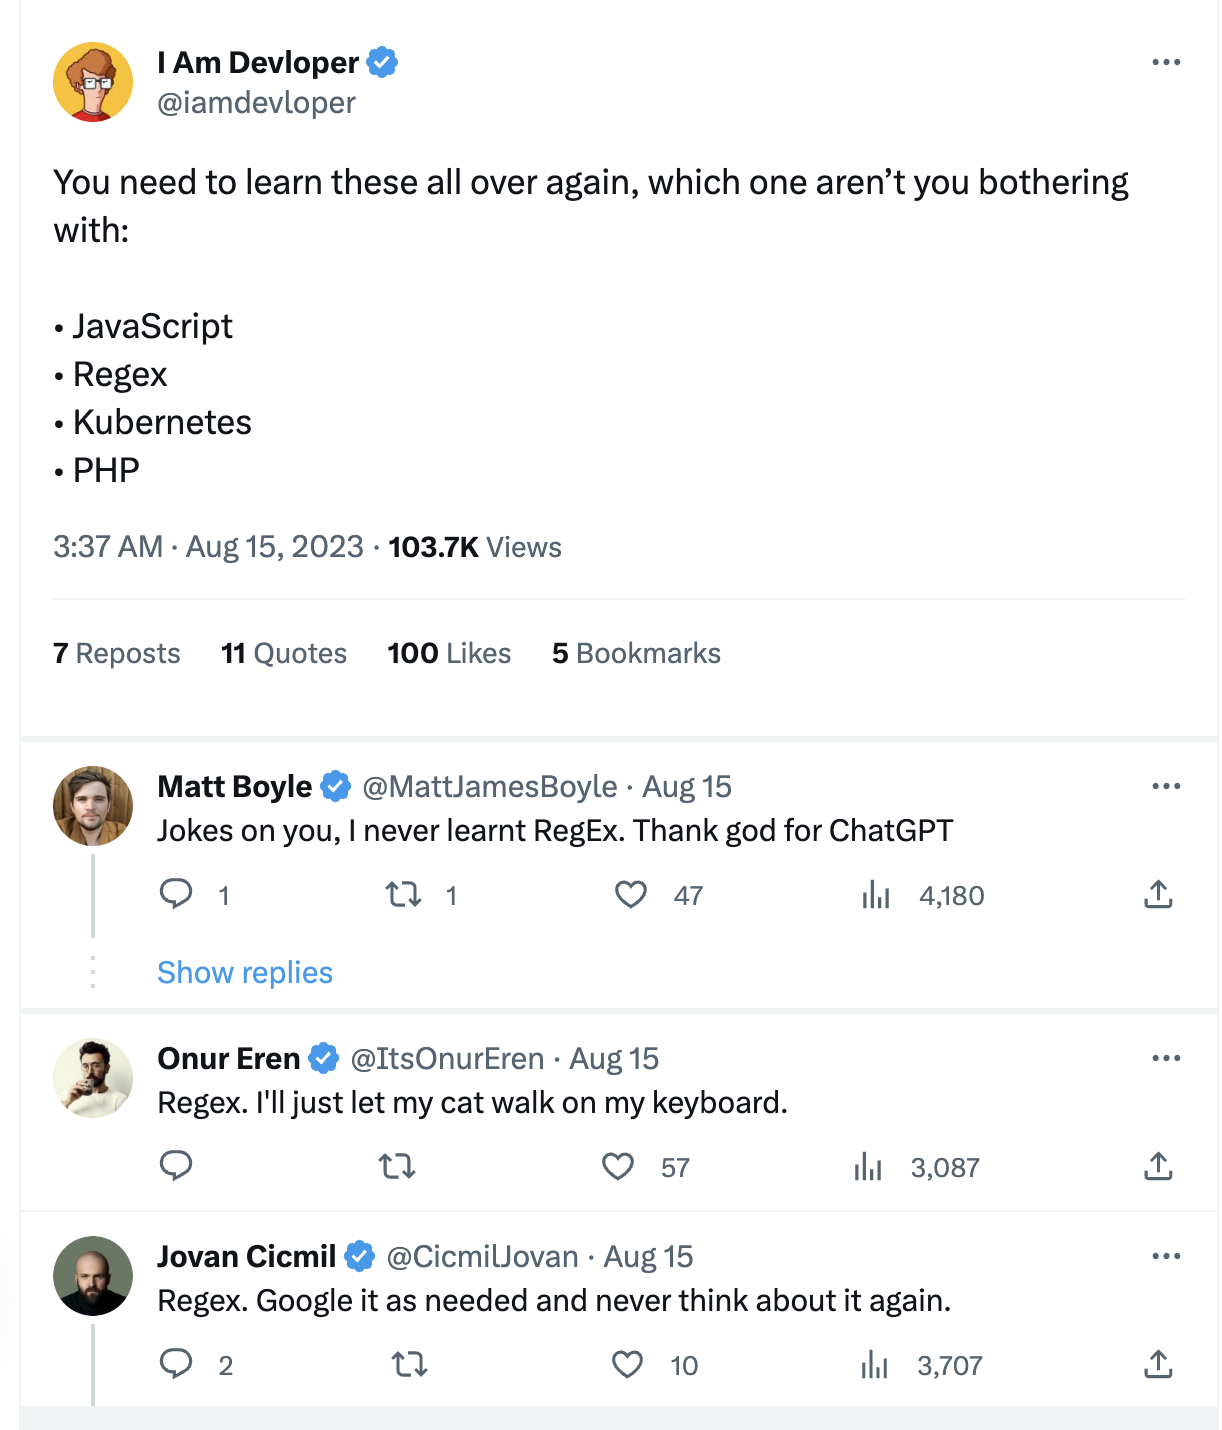 I Am Devloper
@iamdevloper
You need to learn these all over again, which one aren’t you bothering
with:
• JavaScript
• Regex
• Kubernetes
• PHP
3:37 AM · Aug 15, 2023 · 103.7K Views
7 Reposts 11 Quotes 100 Likes 5 Bookmarks
Matt Boyle @MattJamesBoyle · Aug 15
Jokes on you, I never learnt RegEx. Thank god for ChatGPT
1 1 47 4,180
Show replies
Onur Eren @ItsOnurEren · Aug 15
Regex. I'll just let my cat walk on my keyboard.
57 3,087
Jovan Cicmil @CicmilJovan · Aug 15
Regex. Google it as needed and never think about it again.
2 10 3,707